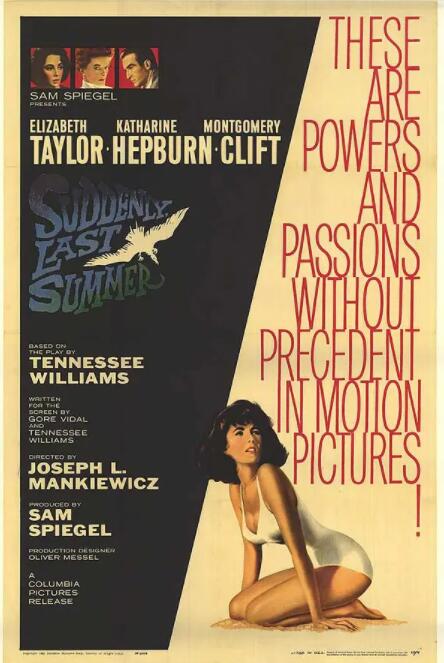 SAM SPIEGEL
PRESENTS
ELIZABETH KATHARINE MONTGOMERY
TAYLOR·HEPBURN·CLIFT
SUDDENLY,
LAST
SUMMER
BASED ON
THE PLAY BY
TENNESSEE
WILLIAMS
WRITTEN
FOR THE
SCREEN BY
GORE VIDAL
AND
TENNESSEE
WILLIAMS
DIRECTED BY
JOSEPH L.
MANKIEWICZ
PRODUCED BY
SAM
SPIEGEL
PRODUCTION DESIGNER
OLIVER MESSEL
A
COLUMBIA
PICTURES
RELEASE
THESE
ARE
POWERS
AND
PASSIONS
WITHOUT
PRECEDENT
IN MOTION
PICTURES
!